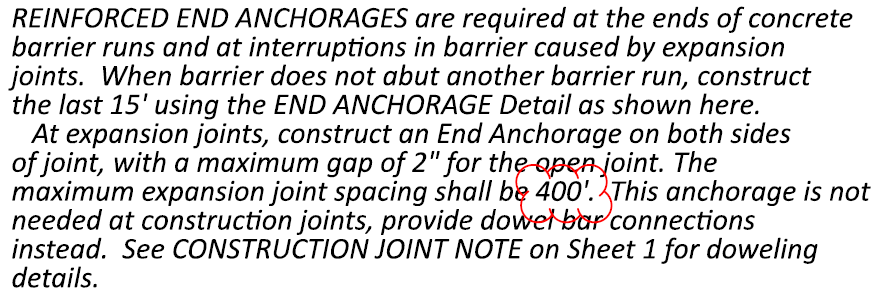 REINFORCED END ANCHORAGES are required at the ends of concrete
barrier runs and at interruptions in barrier caused by expansion
joints.  When barrier does not abut another barrier run, construct
the last 15' using the END ANCHORAGE Detail as shown here.
At expansion joints, construct an End Anchorage on both sides
of joint, with a maximum gap of 2" for the open joint. The
maximum expansion joint spacing shall be 400'.  This anchorage is not
needed at construction joints, provide dowel bar connections
instead.  See CONSTRUCTION JOINT NOTE on Sheet 1 for doweling
details.